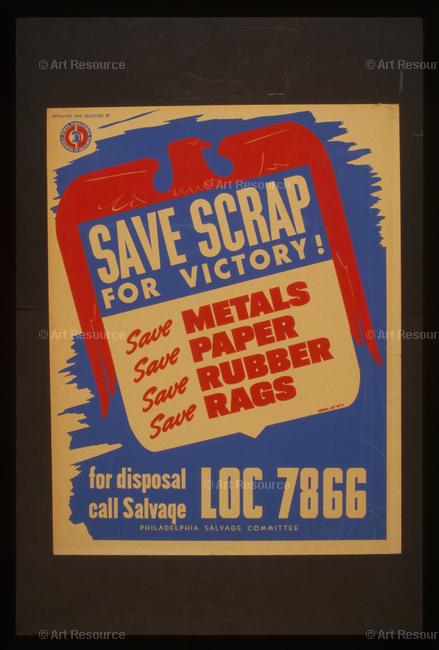 APPROVED AND RELEASED BY
SAVE SCRAP
FOR VICTORY!
Save METALS
Save PAPER
Save RUBBER
Save RAGS
for disposal
call Salvage
LOC 7866
PHILADELPHIA SALVAGE COMMITTEE
© Art Resource
© Art Resource
© Art Resource
© Art Resource
© Art Resource
© Art Resource
© Art Resource
© Art Resource